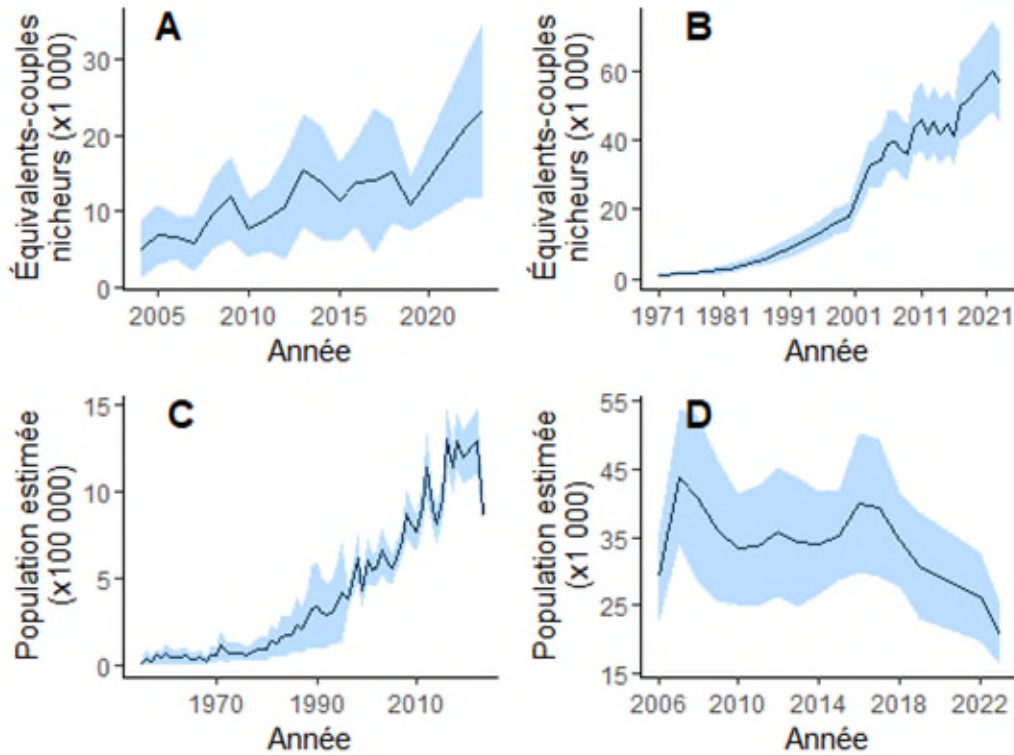 A
Équivalents-couples
nicheurs (x1 000)
30
20
10
0
2005 2010 2015 2020
Année
B
Équivalents-couples
nicheurs (x1 000)
60
40
20
0
1971 1981 1991 2001 2011 2021
Année
C
Population estimée
(x100 000)
15
10
5
0
1970 1990 2010
Année
D
Population estimée
(x1 000)
55
45
35
25
15
2006 2010 2014 2018 2022
Année